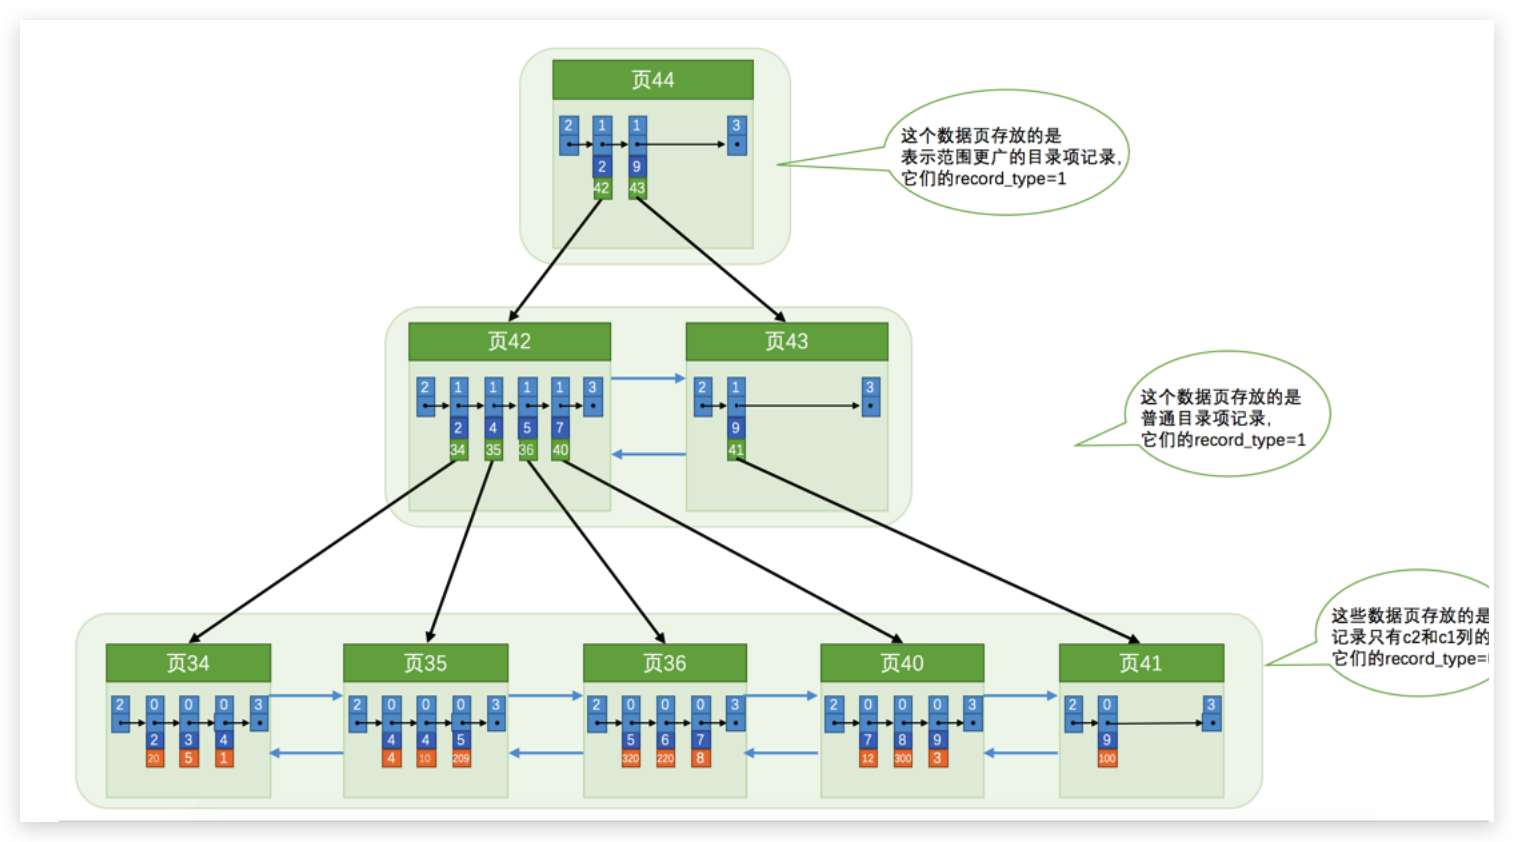 页44
2 1 1 3
2 9
42 43
这个数据页存放的是
表示范围更广的目录项记录,
它们的record_type=1
页42
页43
2 1 1 1 1 3
2 1 3
2 4 5 7
9
34 35 36 40
41
这个数据页存放的是
普通目录项记录,
它们的record_type=1
这些数据页存放的是
记录只有c2和c1列的
它们的record_type=
页34
页35
页36
页40
页41
2 0 0 0 3
2 0 0 0 3
2 0 0 0 3
2 0 0 0 3
2 0 3
2 3 4
4 4 5
5 6 7
7 8 9
9
20 5 1
4 10 209
320 220 8
12 300 3
100